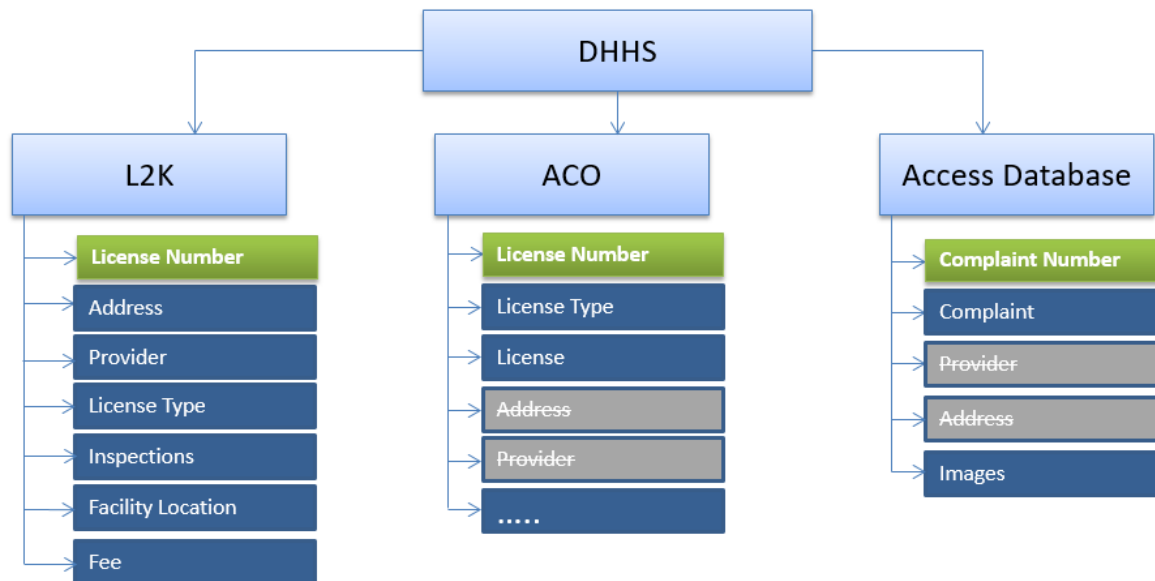 DHHS
L2K
License Number
Address
Provider
License Type
Inspections
Facility Location
Fee
ACO
License Number
License Type
License
Address
Provider
.....
Access Database
Complaint Number
Complaint
Provider
Address
Images